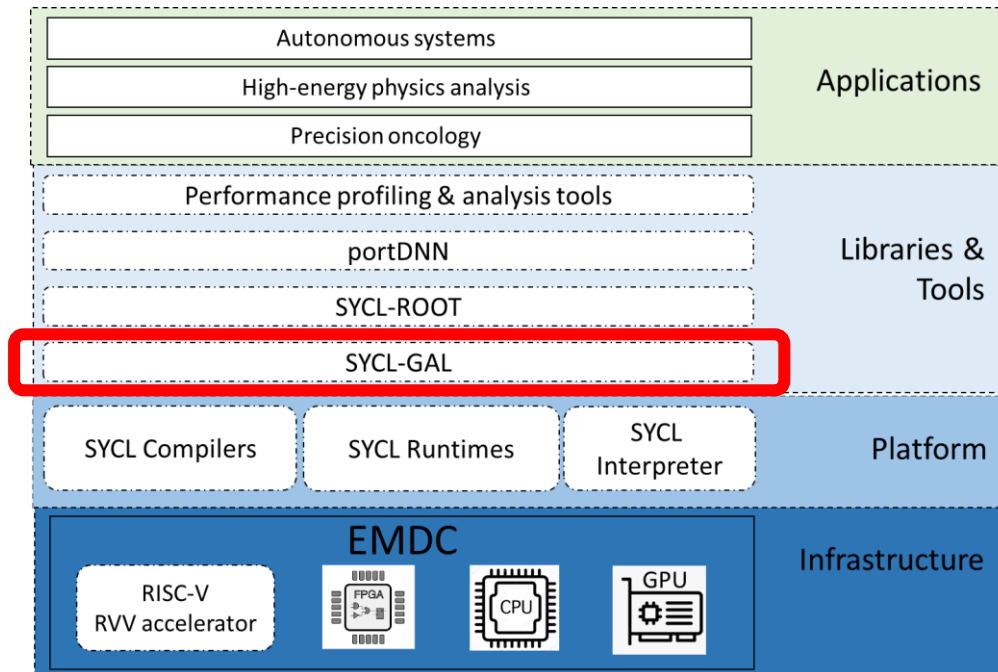 Autonomous systems
High-energy physics analysis
Applications
Precision oncology
Performance profiling & analysis tools
portDNN
Libraries &
Tools
SYCL-ROOT
SYCL-GAL
SYCL Compilers
SYCL Runtimes
SYCL
Interpreter
Platform
EMDC
Infrastructure
RISC-V
RVV accelerator
FPGA
CPU
GPU